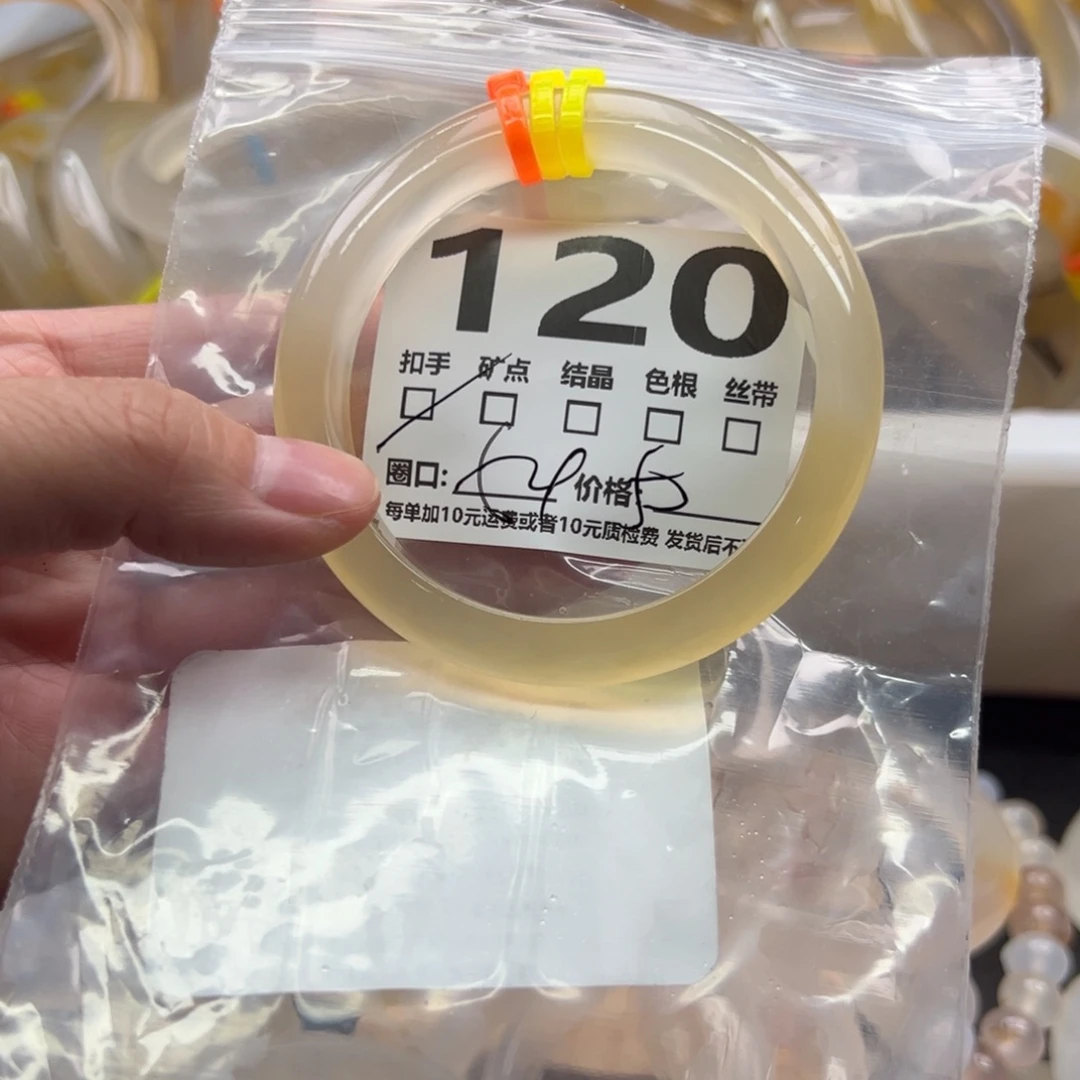 120
扣手 矿点 结晶 色根 丝带
圈口: 价格:
每单加10元运费或者10元质检费 发货后不